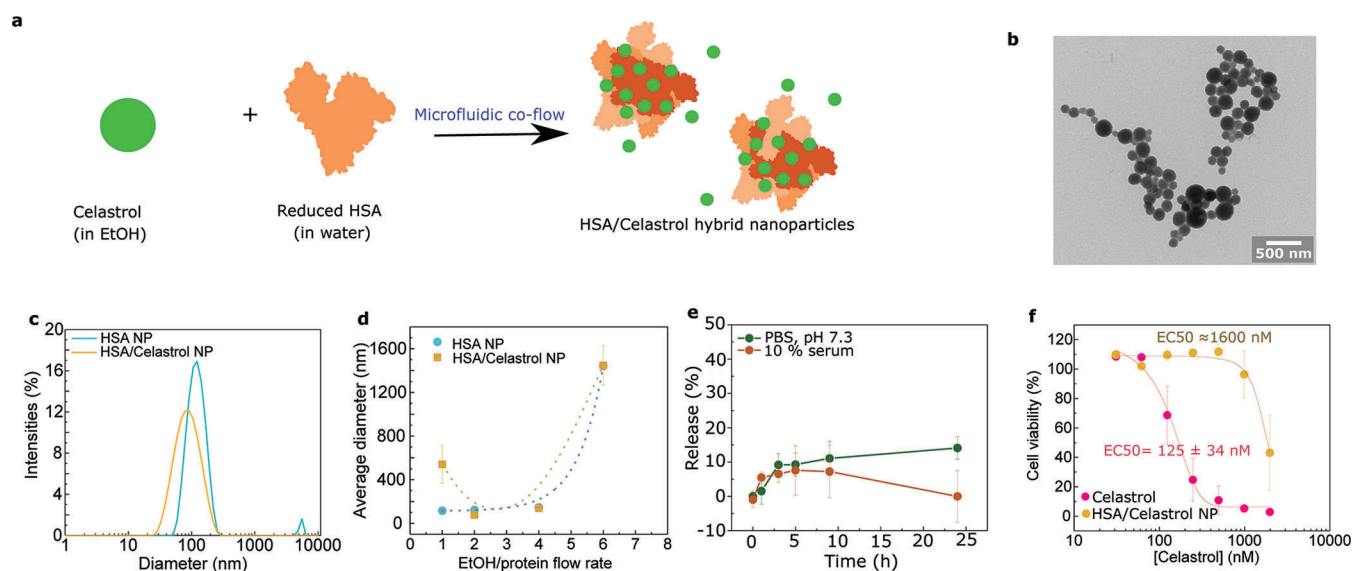 a
Celastrol
(in EtOH)
+
Reduced HSA
(in water)
Microfluidic co-flow
HSA/Celastrol hybrid nanoparticles
b
500 nm
c
HSA NP
HSA/Celastrol NP
20
16
12
8
4
0
Intensities (%)
1 10 100 1000 10000
Diameter (nm)
d
HSA NP
HSA/Celastrol NP
1600
1400
1200
1000
800
600
400
200
0
Average diameter (nm)
0 1 2 3 4 5 6 7 8
EtOH/protein flow rate
e
PBS, pH 7.3
10 % serum
50
40
30
20
10
0
-10
Release (%)
0 5 10 15 20 25
Time (h)
f
EC50 ≈1600 nM
EC50= 125 ± 34 nM
Celastrol
HSA/Celastrol NP
120
100
80
60
40
20
0
Cell viability (%)
10 100 1000 10000
[Celastrol] (nM)